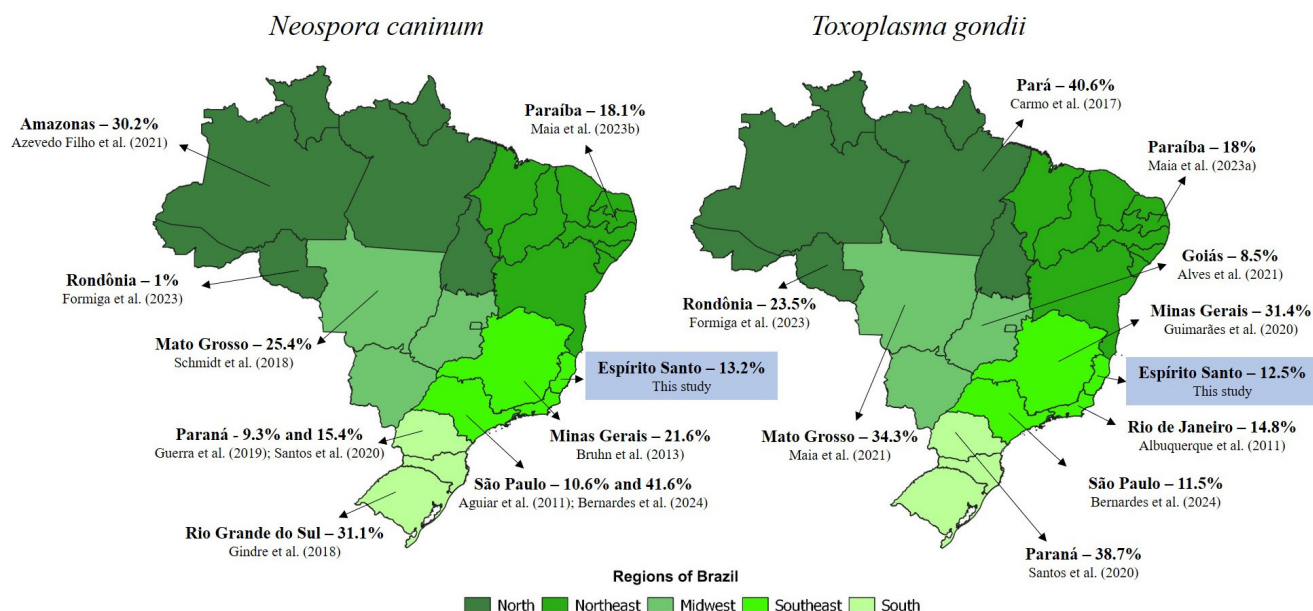 Neospora caninum
Amazonas – 30.2%
Azevedo Filho et al. (2021)
Paraíba – 18.1%
Maia et al. (2023b)
Rondônia – 1%
Formiga et al. (2023)
Mato Grosso – 25.4%
Schmidt et al. (2018)
Espírito Santo – 13.2%
This study
Paraná - 9.3% and 15.4%
Guerra et al. (2019); Santos et al. (2020)
Minas Gerais – 21.6%
Bruhn et al. (2013)
São Paulo – 10.6% and 41.6%
Aguiar et al. (2011); Bernardes et al. (2024)
Rio Grande do Sul – 31.1%
Gindre et al. (2018)
Toxoplasma gondii
Pará – 40.6%
Carmo et al. (2017)
Paraíba – 18%
Maia et al. (2023a)
Goiás – 8.5%
Alves et al. (2021)
Rondônia – 23.5%
Formiga et al. (2023)
Minas Gerais – 31.4%
Guimarães et al. (2020)
Espírito Santo – 12.5%
This study
Mato Grosso – 34.3%
Maia et al. (2021)
Rio de Janeiro – 14.8%
Albuquerque et al. (2011)
São Paulo – 11.5%
Bernardes et al. (2024)
Paraná – 38.7%
Santos et al. (2020)
Regions of Brazil
North
Northeast
Midwest
Southeast
South